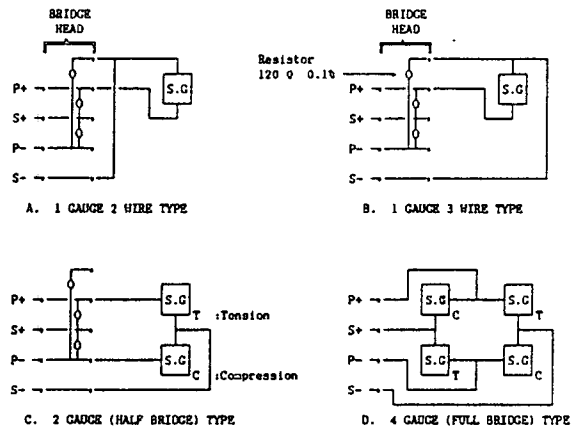 BRIDGE
HEAD
P+
S+
P-
S-
S.G
A. 1 GAUGE 2 WIRE TYPE
BRIDGE
HEAD
Resistor
120 Ω 0.1%
P+
S+
P-
S-
S.G
B. 1 GAUGE 3 WIRE TYPE
P+
S+
P-
S-
S.G
T :Tension
S.G
C :Compression
C. 2 GAUGE (HALF BRIDGE) TYPE
P+
S+
P-
S-
S.G
C
S.G
T
S.G
T
S.G
C
D. 4 GAUGE (FULL BRIDGE) TYPE